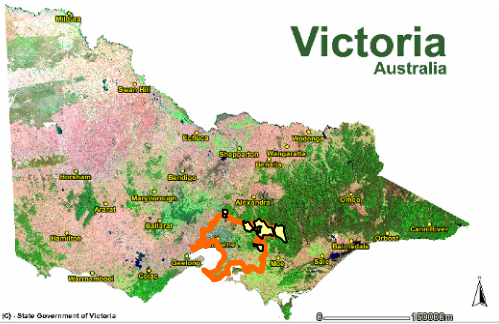 Victoria
Australia
Mildura
Swan Hill
Echuca
Shepparton
Wodonga
Wangaratta
Benalla
Horsham
Bendigo
Ararat
Maryborough
Alexandra
Omeo
Ballarat
Hamilton
Cann River
Orbost
Bairnsdale
Geelong
Moe
Sale
Colac
Warrnambool
(C) - State Government of Victoria
0